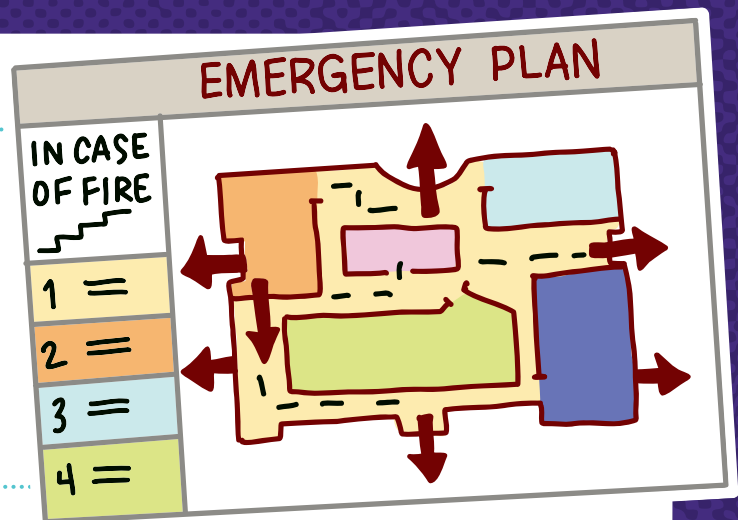 EMERGENCY PLAN
IN CASE
OF FIRE
1 =
2 =
3 =
4 =